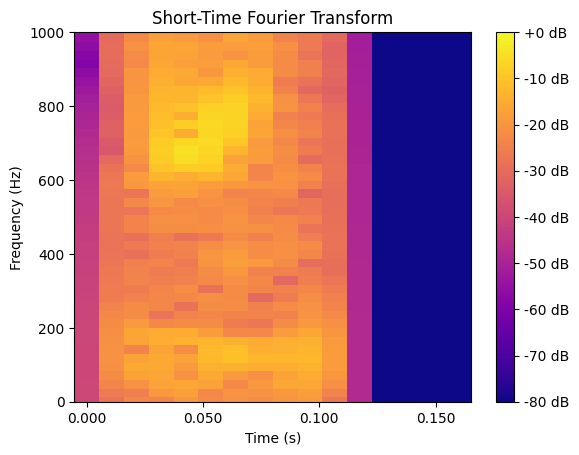 Short-Time Fourier Transform
1000
800
600
400
200
0
Frequency (Hz)
0.000
0.050
0.100
0.150
Time (s)
+0 dB
-10 dB
-20 dB
-30 dB
-40 dB
-50 dB
-60 dB
-70 dB
-80 dB